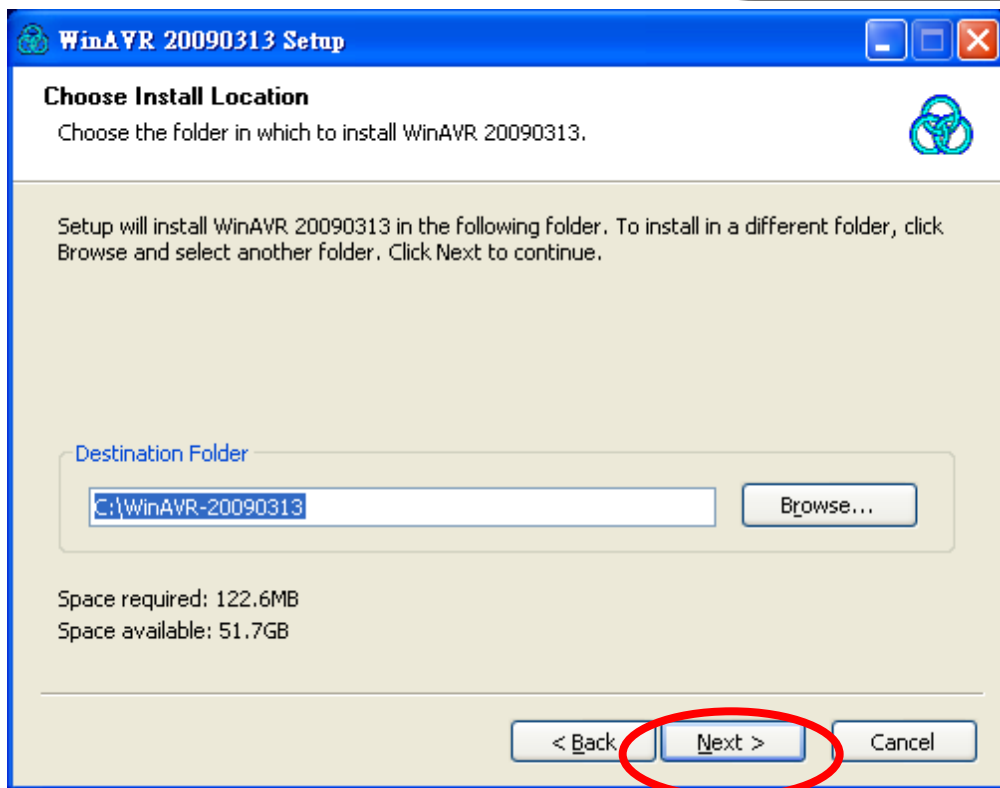 WinAVR 20090313 Setup
Choose Install Location
Choose the folder in which to install WinAVR 20090313.
Setup will install WinAVR 20090313 in the following folder. To install in a different folder, click
Browse and select another folder. Click Next to continue.
Destination Folder
C:\WinAVR-20090313
Browse...
Space required: 122.6MB
Space available: 51.7GB
< Back
Next >
Cancel